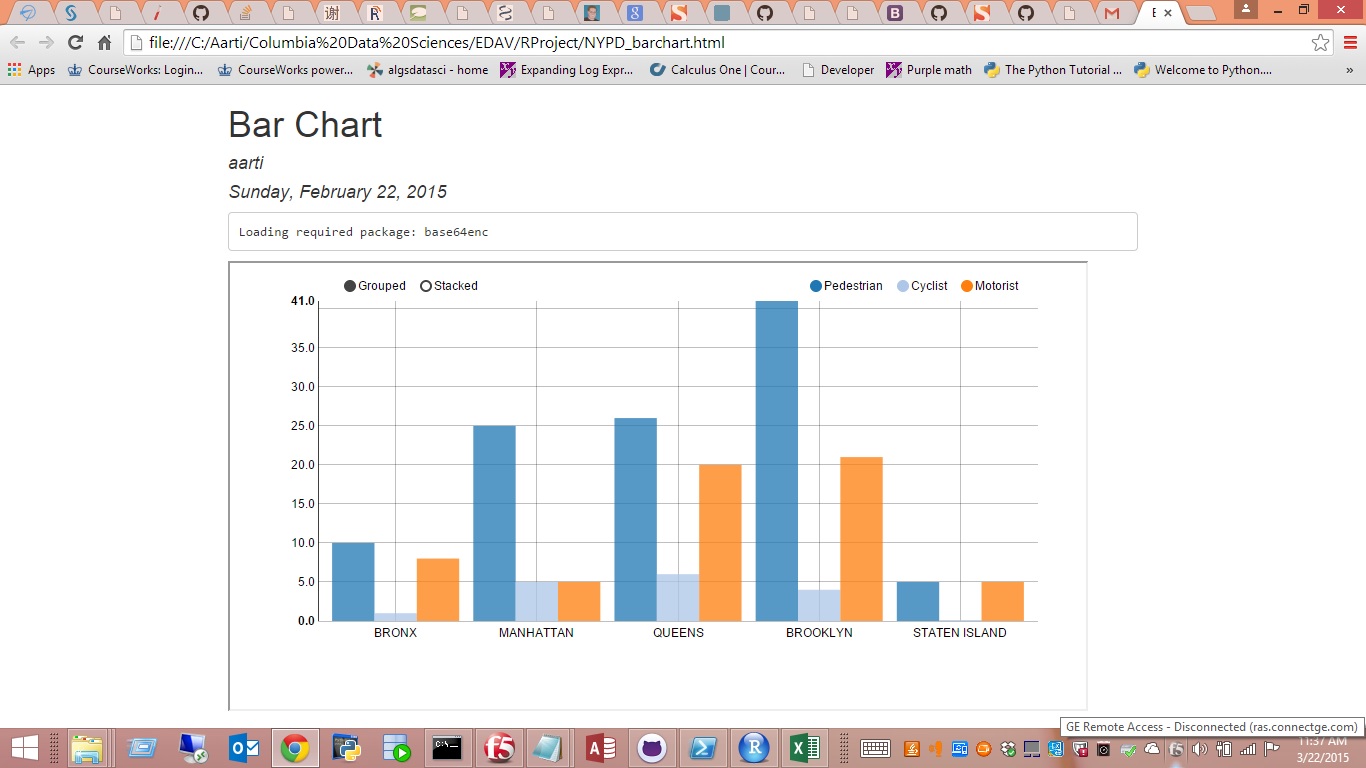 E
file:///C:/Aarti/Columbia%20Data%20Sciences/EDAV/RProject/NYPD_barchart.html
Apps CourseWorks: Login... CourseWorks power... algsdatasci - home Expanding Log Expr... Calculus One | Cour... Developer Purple math The Python Tutorial ... Welcome to Python.... »
Bar Chart
aarti
Sunday, February 22, 2015
Loading required package: base64enc
Grouped Stacked Pedestrian Cyclist Motorist
41.0
35.0
30.0
25.0
20.0
15.0
10.0
5.0
0.0
BRONX MANHATTAN QUEENS BROOKLYN STATEN ISLAND
GE Remote Access - Disconnected (ras.connectge.com)
11:37 AM
3/22/2015